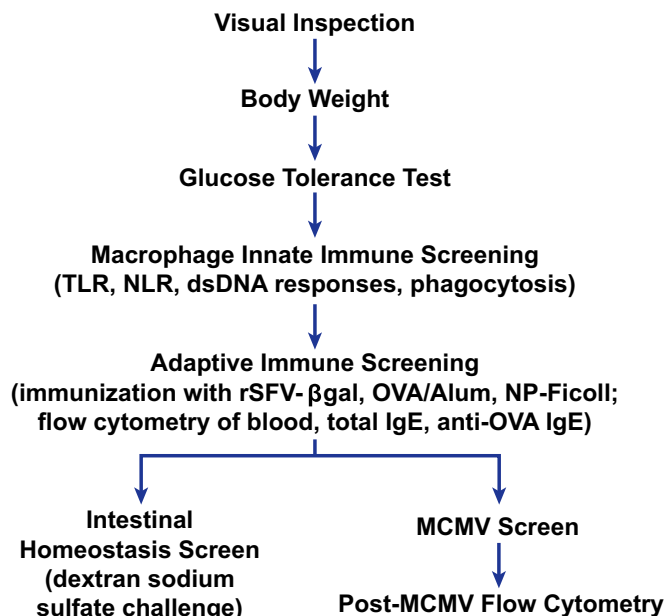 Visual Inspection
Body Weight
Glucose Tolerance Test
Macrophage Innate Immune Screening
(TLR, NLR, dsDNA responses, phagocytosis)
Adaptive Immune Screening
(immunization with rSFV-βgal, OVA/Alum, NP-Ficoll;
flow cytometry of blood, total IgE, anti-OVA IgE)
Intestinal
Homeostasis Screen
(dextran sodium
sulfate challenge)
MCMV Screen
Post-MCMV Flow Cytometry